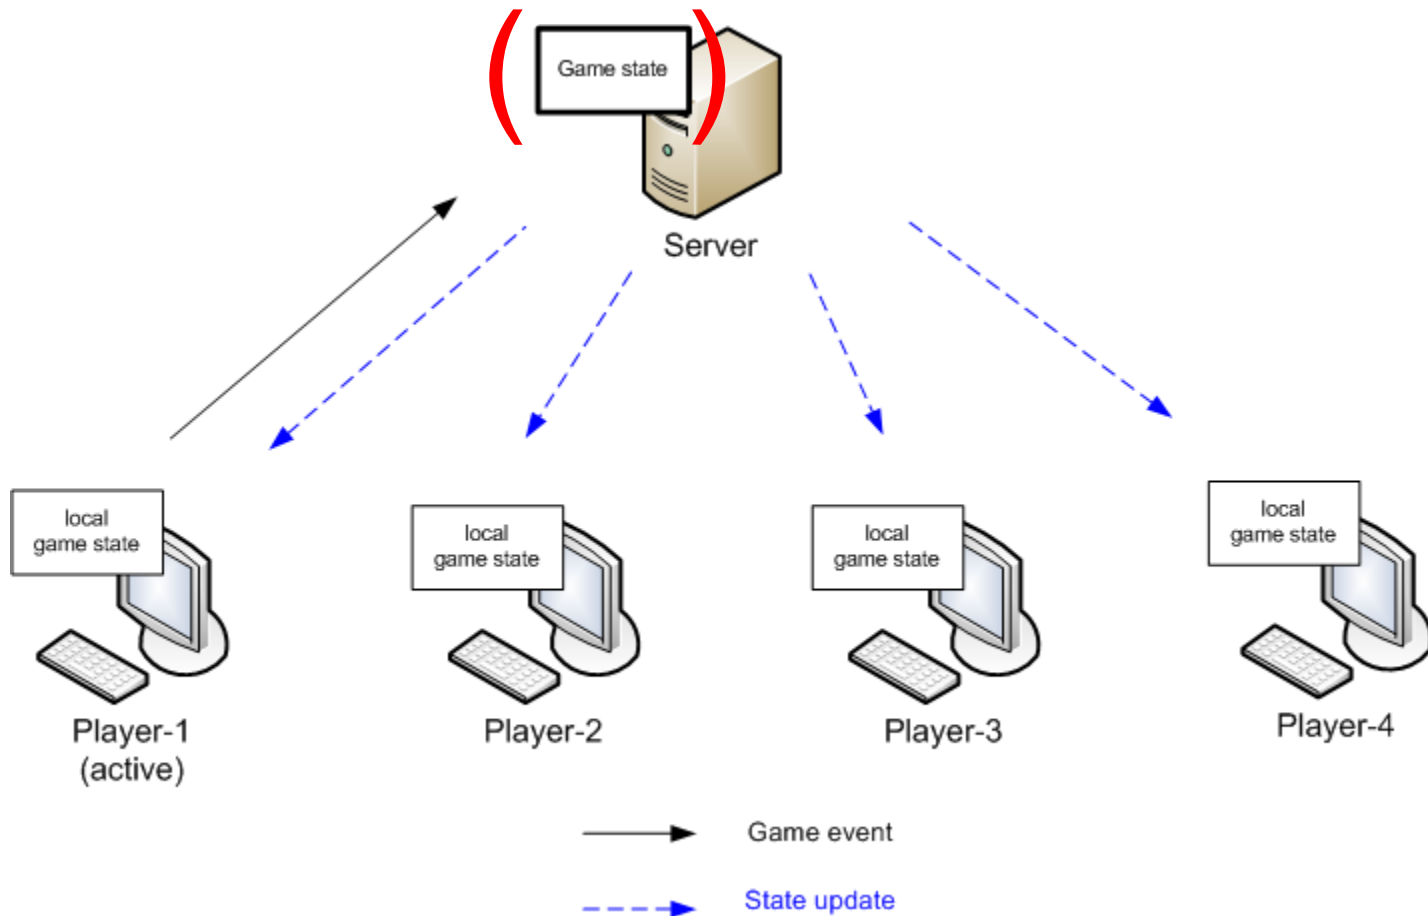 ( Game state )
Server
local
game state
local
game state
local
game state
local
game state
Player-1
(active)
Player-2
Player-3
Player-4
Game event
State update